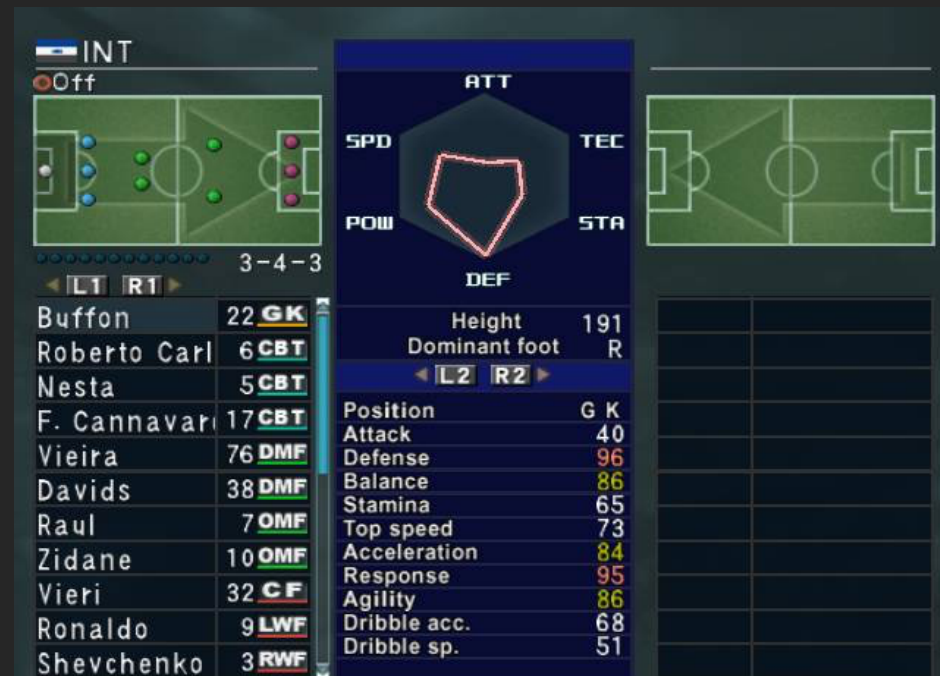 INT
Off
3-4-3
L1 R1
Buffon 22 GK
Roberto Carl 6 CBT
Nesta 5 CBT
F. Cannavar 17 CBT
Vieira 76 DMF
Davids 38 DMF
Raul 7 OMF
Zidane 10 OMF
Vieri 32 CF
Ronaldo 9 LWF
Shevchenko 3 RWF
ATT
SPD TEC
POW STA
DEF
Height 191
Dominant foot R
L2 R2
Position G K
Attack 40
Defense 96
Balance 86
Stamina 65
Top speed 73
Acceleration 84
Response 95
Agility 86
Dribble acc. 68
Dribble sp. 51